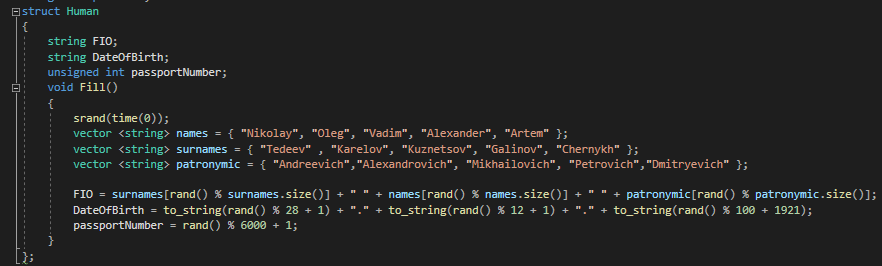 struct Human
{
string FIO;
string DateOfBirth;
unsigned int passportNumber;
void Fill()
{
srand(time(0));
vector <string> names = { "Nikolay", "Oleg", "Vadim", "Alexander", "Artem" };
vector <string> surnames = { "Tedeev" , "Karelov", "Kuznetsov", "Galinov", "Chernykh" };
vector <string> patronymic = { "Andreevich","Alexandrovich", "Mikhailovich", "Petrovich","Dmitryevich" };
FIO = surnames[rand() % surnames.size()] + " " + names[rand() % names.size()] + " " + patronymic[rand() % patronymic.size()];
DateOfBirth = to_string(rand() % 28 + 1) + "." + to_string(rand() % 12 + 1) + "." + to_string(rand() % 100 + 1921);
passportNumber = rand() % 6000 + 1;
}
};